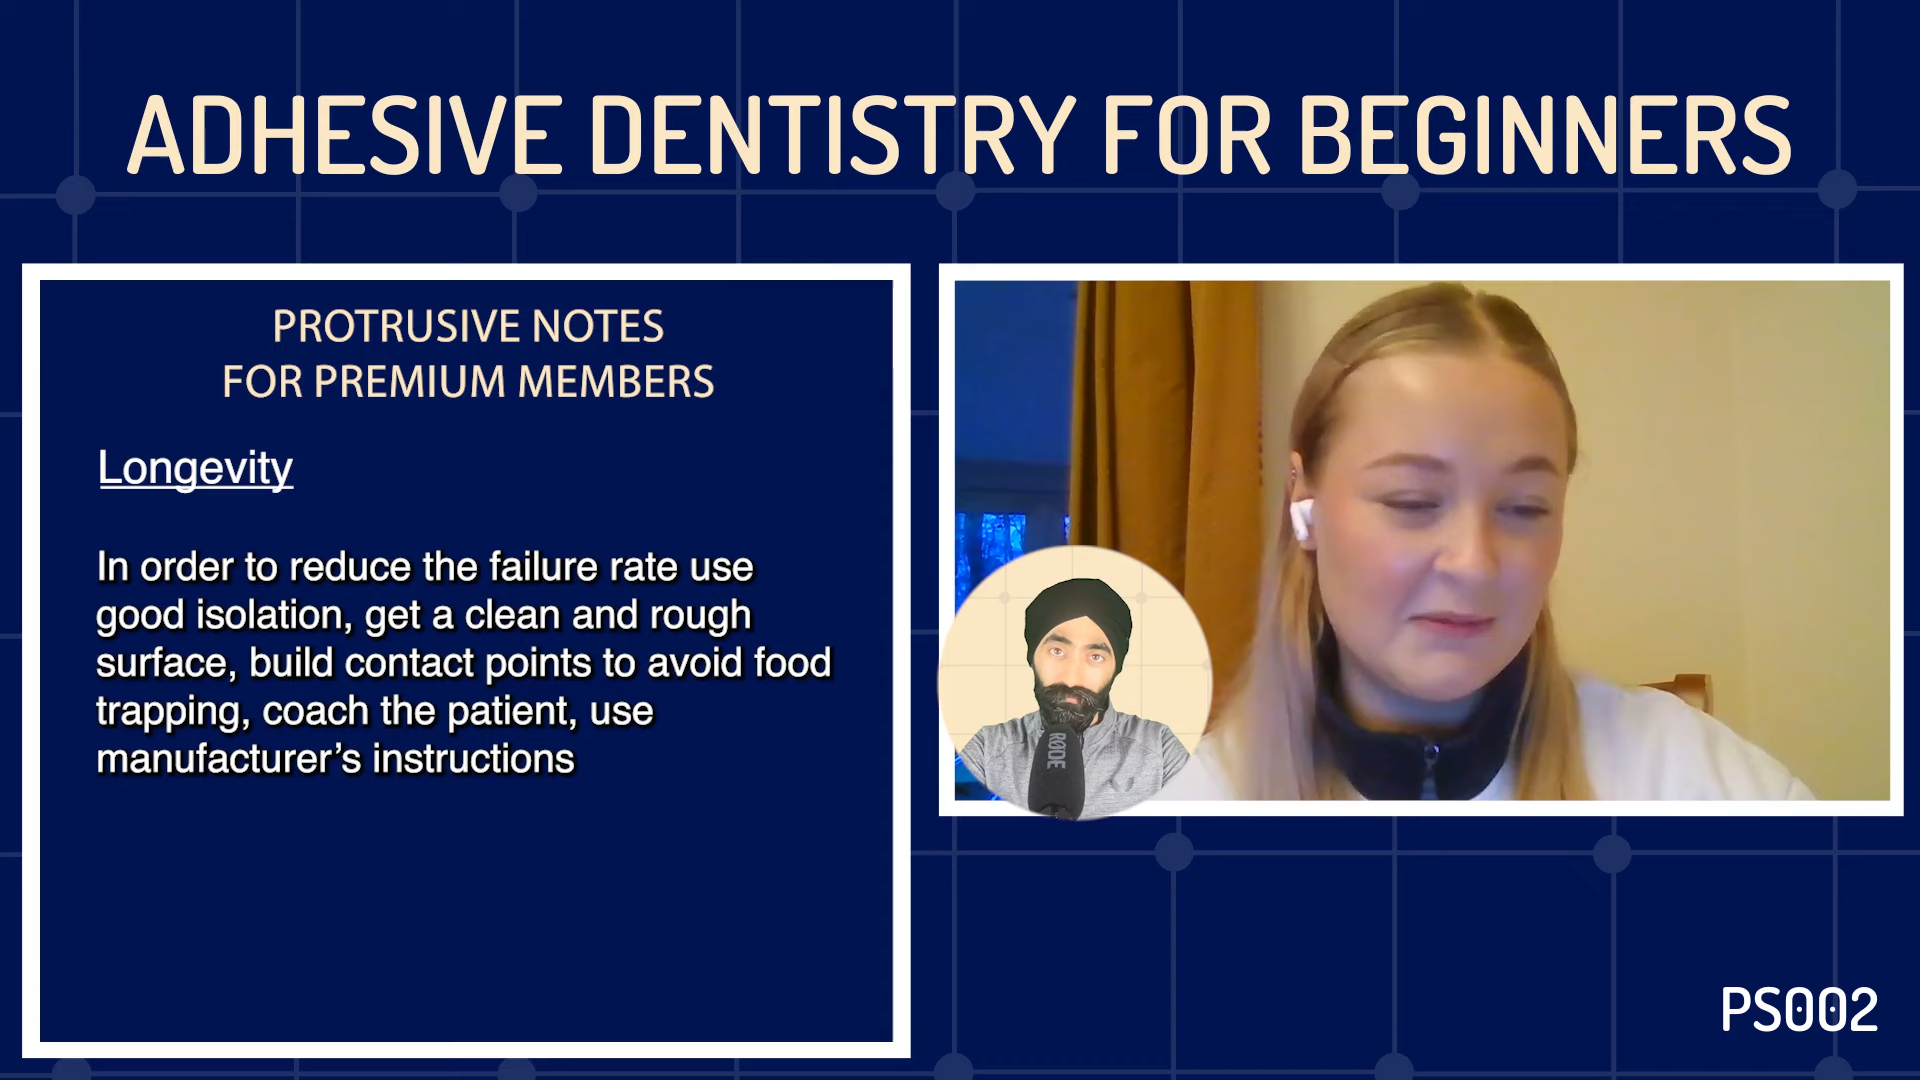 ADHESIVE DENTISTRY FOR BEGINNERS
PROTRUSIVE NOTES
FOR PREMIUM MEMBERS
Longevity
In order to reduce the failure rate use
good isolation, get a clean and rough
surface, build contact points to avoid food
trapping, coach the patient, use
manufacturer’s instructions
RØDE
PS002